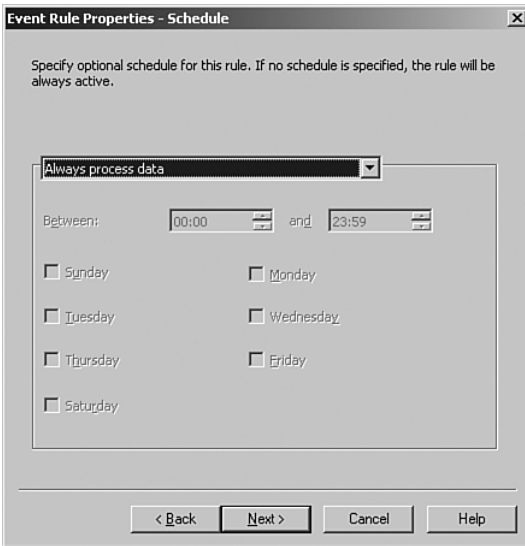 Event Rule Properties - Schedule
Specify optional schedule for this rule. If no schedule is specified, the rule will be
always active.
Always process data
Between: 00:00 and 23:59
Sunday Monday
Tuesday Wednesday
Thursday Friday
Saturday
< Back Next > Cancel Help